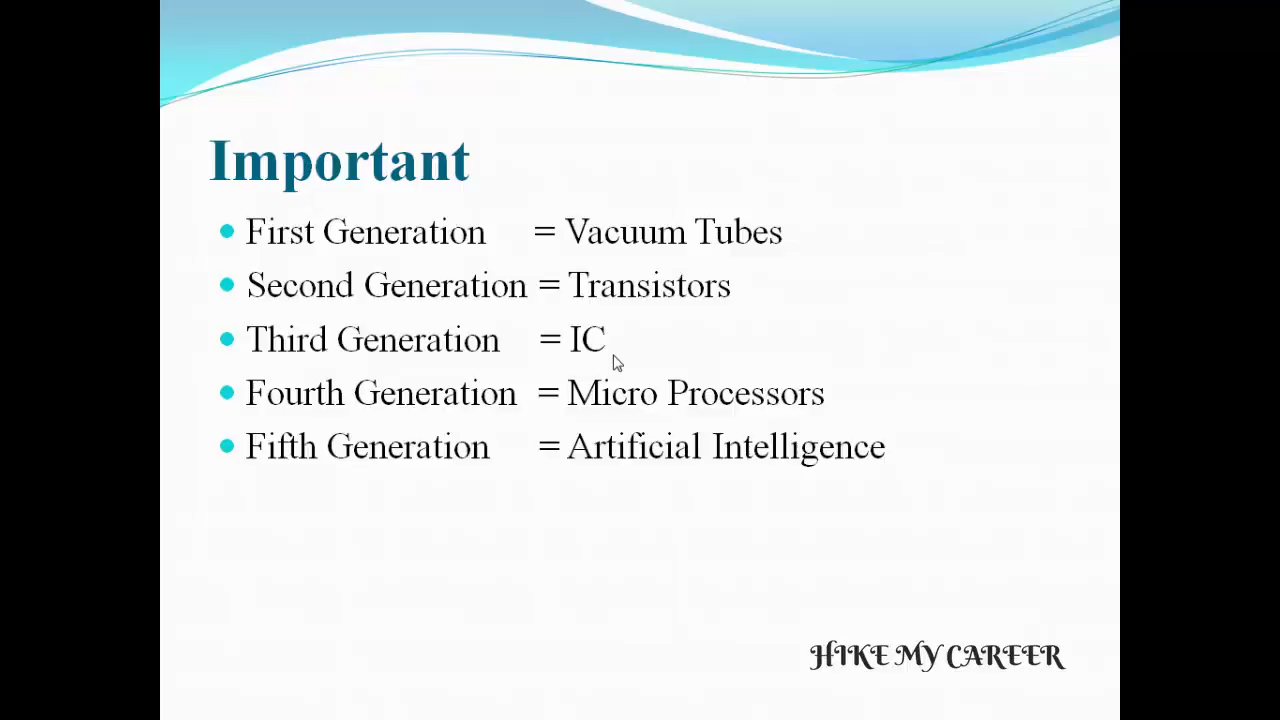 Important
First Generation = Vacuum Tubes
Second Generation = Transistors
Third Generation = IC
Fourth Generation = Micro Processors
Fifth Generation = Artificial Intelligence
HIKE MY CAREER